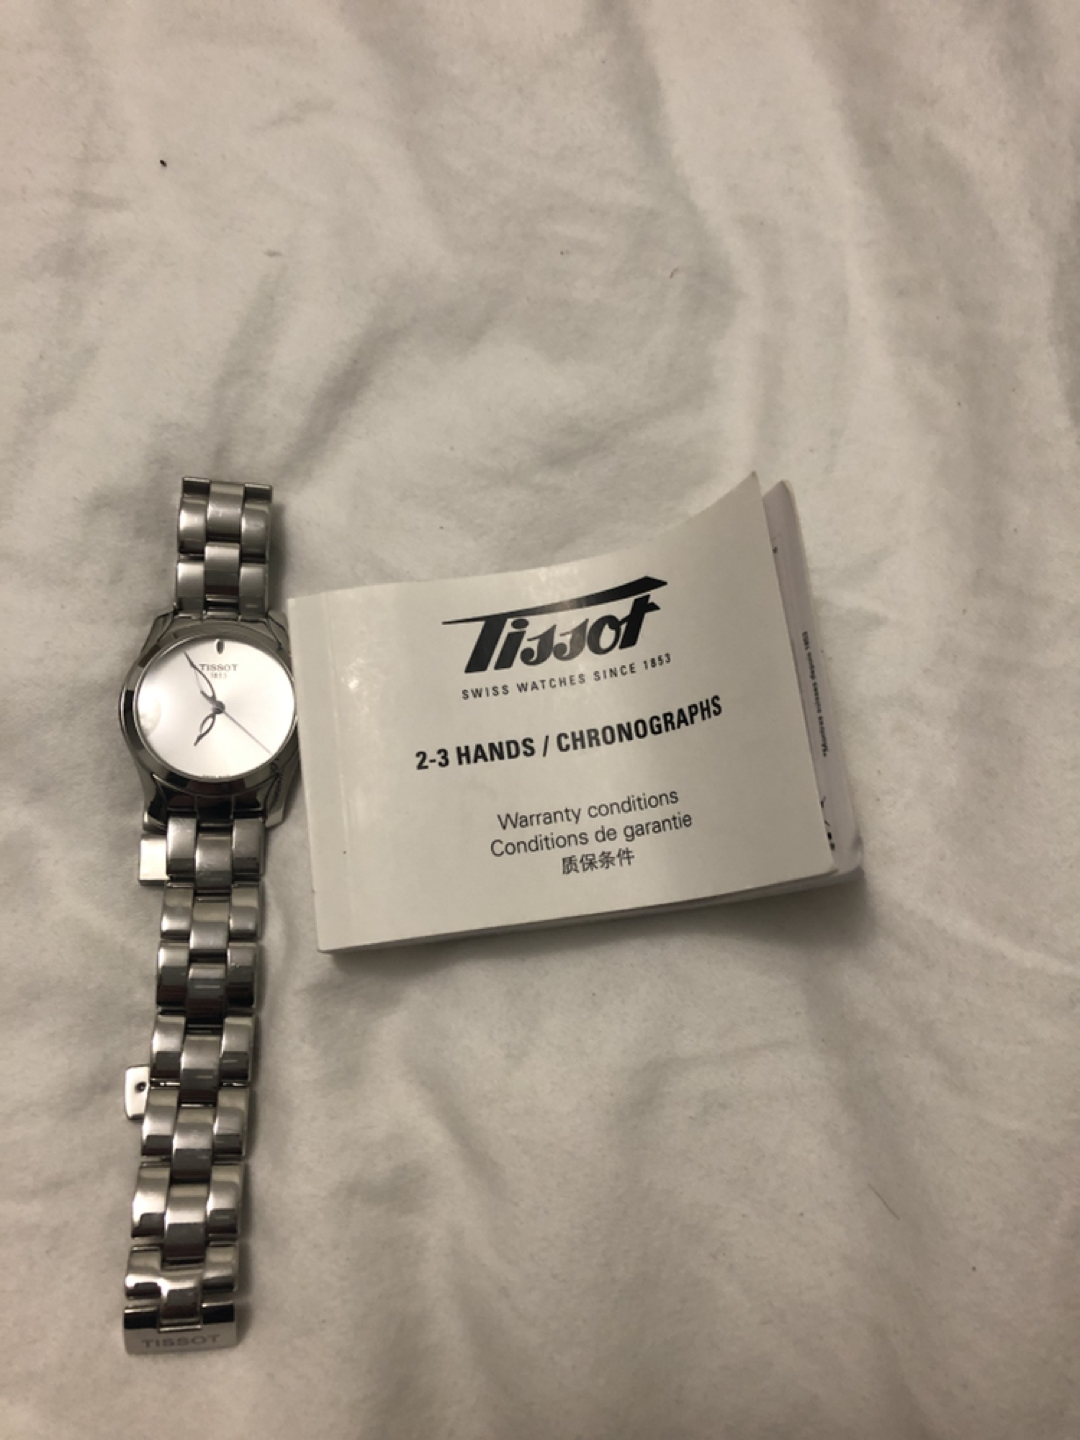 TISSOT
1853
TISSOT
Tissot
SWISS WATCHES SINCE 1853
2-3 HANDS / CHRONOGRAPHS
Warranty conditions
Conditions de garantie
质保条件